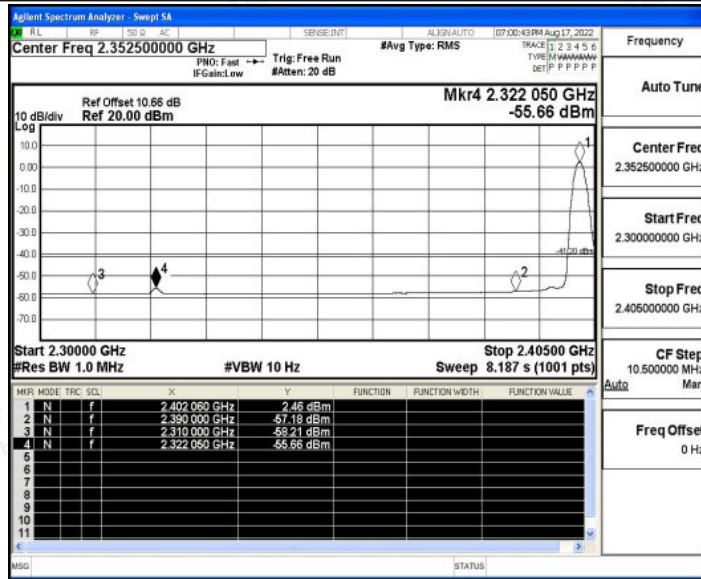 Agilent Spectrum Analyzer - Swept SA
RL RF 50 Ω AC SENSE:INT ALIGN AUTO 07:00:43 PM Aug 17, 2022
Center Freq 2.352500000 GHz #Avg Type: RMS TRACE 1 2 3 4 5 6
PNO: Fast Trig: Free Run TYPE
IFGain:Low #Atten: 20 dB DET P P P P P P
Frequency
Mkr4 2.322 050 GHz
-55.66 dBm
Ref Offset 10.66 dB
10 dB/div Ref 20.00 dBm
Log
10.0
0.00
-10.0
-20.0
-30.0
-40.0
-50.0
-60.0
-70.0
1
-41.20 dBm
2
3
4
Start 2.30000 GHz Stop 2.40500 GHz
#Res BW 1.0 MHz #VBW 10 Hz Sweep 8.187 s (1001 pts)
MKR MODE TRC SCL X Y FUNCTION FUNCTION WIDTH FUNCTION VALUE
1 N f 2.402 060 GHz 2.46 dBm
2 N f 2.390 000 GHz -57.18 dBm
3 N f 2.310 000 GHz -58.21 dBm
4 N f 2.322 050 GHz -55.66 dBm
5
6
7
8
9
10
11
MSG STATUS
Auto Tune
Center Freq
2.352500000 GHz
Start Freq
2.300000000 GHz
Stop Freq
2.405000000 GHz
CF Step
10.500000 MHz
Auto Man
Freq Offset
0 Hz